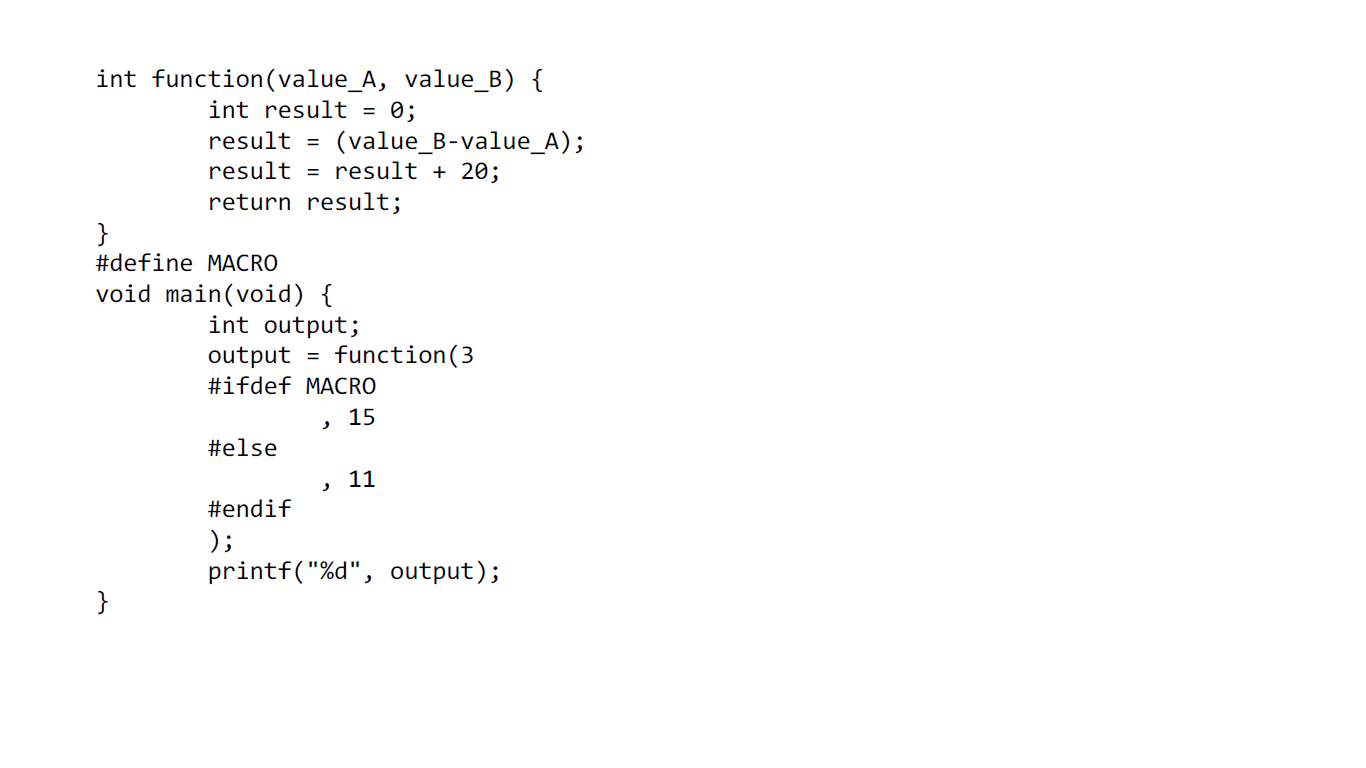 int function(value_A, value_B) {
        int result = 0;
        result = (value_B-value_A);
        result = result + 20;
        return result;
}
#define MACRO
void main(void) {
        int output;
        output = function(3
        #ifdef MACRO
                , 15
        #else
                , 11
        #endif
        );
        printf("%d", output);
}